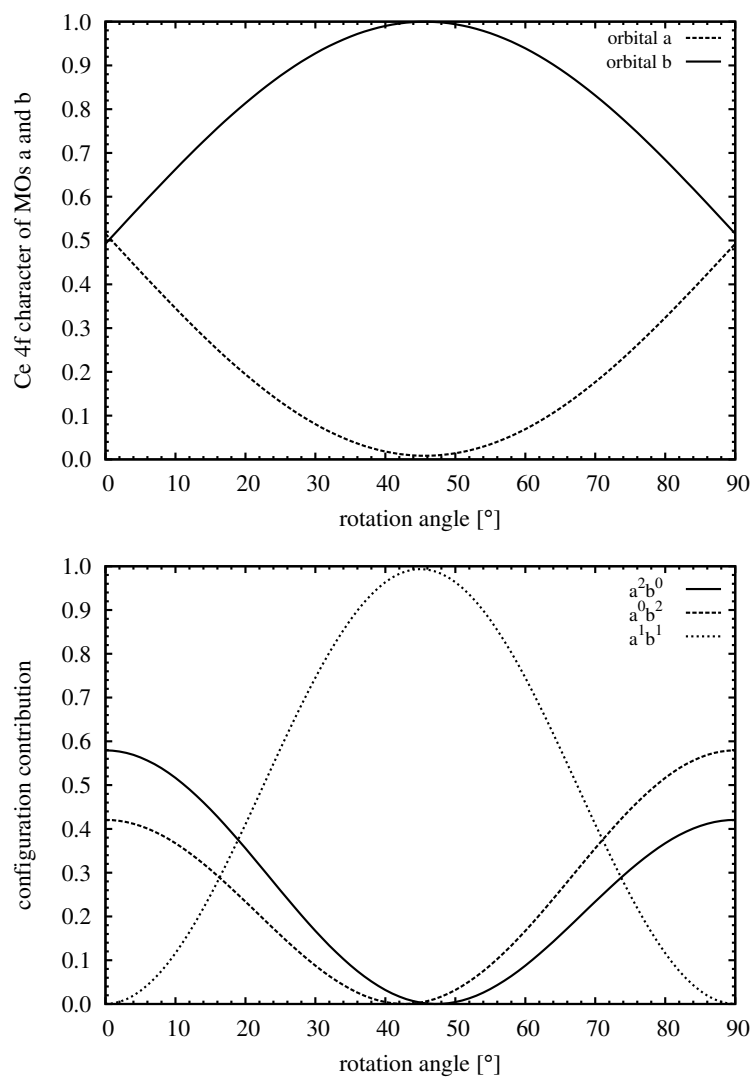 Ce 4f character of MOs a and b
1.0
0.9
0.8
0.7
0.6
0.5
0.4
0.3
0.2
0.1
0.0
orbital a
orbital b
0 10 20 30 40 50 60 70 80 90
rotation angle [°]
configuration contribution
1.0
0.9
0.8
0.7
0.6
0.5
0.4
0.3
0.2
0.1
0.0
a²b⁰
a⁰b²
a¹b¹
0 10 20 30 40 50 60 70 80 90
rotation angle [°]